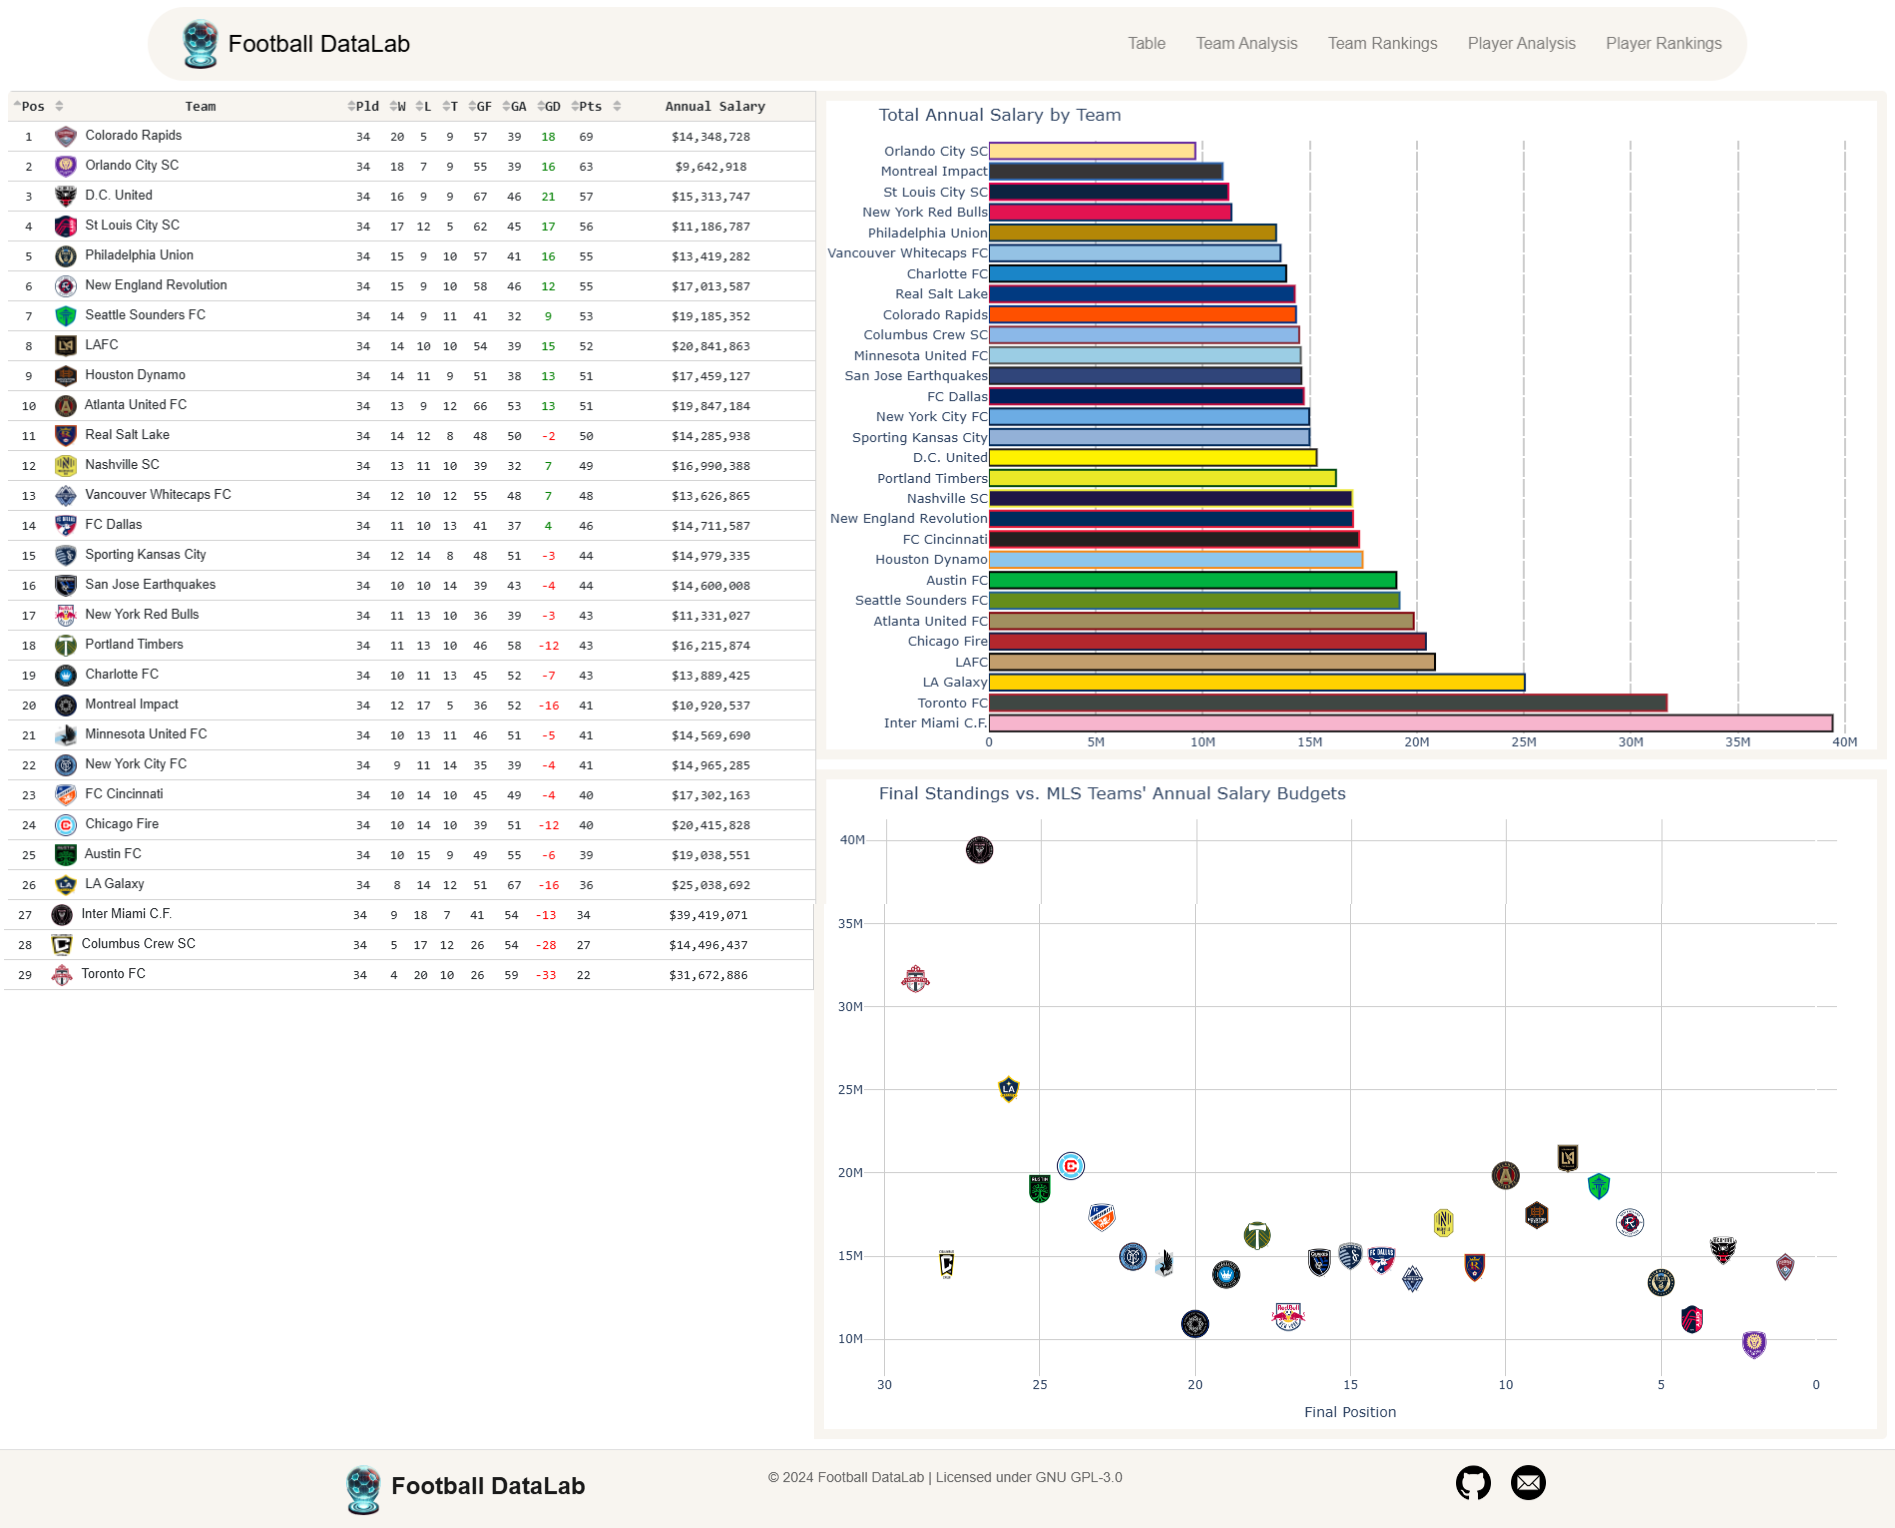 Football DataLab
Table Team Analysis Team Rankings Player Analysis Player Rankings
Pos Team Pld W L T GF GA GD Pts Annual Salary
1 Colorado Rapids 34 20 5 9 57 39 18 69 $14,348,728
2 Orlando City SC 34 18 7 9 55 39 16 63 $9,642,918
3 D.C. United 34 16 9 9 67 46 21 57 $15,313,747
4 St Louis City SC 34 17 12 5 62 45 17 56 $11,186,787
5 Philadelphia Union 34 15 9 10 57 41 16 55 $13,419,282
6 New England Revolution 34 15 9 10 58 46 12 55 $17,013,587
7 Seattle Sounders FC 34 14 9 11 41 32 9 53 $19,185,352
8 LAFC 34 14 10 10 54 39 15 52 $20,841,863
9 Houston Dynamo 34 14 11 9 51 38 13 51 $17,459,127
10 Atlanta United FC 34 13 9 12 66 53 13 51 $19,847,184
11 Real Salt Lake 34 14 12 8 48 50 -2 50 $14,285,938
12 Nashville SC 34 13 11 10 39 32 7 49 $16,990,388
13 Vancouver Whitecaps FC 34 12 10 12 55 48 7 48 $13,626,865
14 FC Dallas 34 11 10 13 41 37 4 46 $14,711,587
15 Sporting Kansas City 34 12 14 8 48 51 -3 44 $14,979,335
16 San Jose Earthquakes 34 10 10 14 39 43 -4 44 $14,600,008
17 New York Red Bulls 34 11 13 10 36 39 -3 43 $11,331,027
18 Portland Timbers 34 11 13 10 46 58 -12 43 $16,215,874
19 Charlotte FC 34 10 11 13 45 52 -7 43 $13,889,425
20 Montreal Impact 34 12 17 5 36 52 -16 41 $10,920,537
21 Minnesota United FC 34 10 13 11 46 51 -5 41 $14,569,690
22 New York City FC 34 9 11 14 35 39 -4 41 $14,965,285
23 FC Cincinnati 34 10 14 10 45 49 -4 40 $17,302,163
24 Chicago Fire 34 10 14 10 39 51 -12 40 $20,415,828
25 Austin FC 34 10 15 9 49 55 -6 39 $19,038,551
26 LA Galaxy 34 8 14 12 51 67 -16 36 $25,038,692
27 Inter Miami C.F. 34 9 18 7 41 54 -13 34 $39,419,071
28 Columbus Crew SC 34 5 17 12 26 54 -28 27 $14,496,437
29 Toronto FC 34 4 20 10 26 59 -33 22 $31,672,886
Total Annual Salary by Team
Orlando City SC
Montreal Impact
St Louis City SC
New York Red Bulls
Philadelphia Union
Vancouver Whitecaps FC
Charlotte FC
Real Salt Lake
Colorado Rapids
Columbus Crew SC
Minnesota United FC
San Jose Earthquakes
FC Dallas
New York City FC
Sporting Kansas City
D.C. United
Portland Timbers
Nashville SC
New England Revolution
FC Cincinnati
Houston Dynamo
Austin FC
Seattle Sounders FC
Atlanta United FC
Chicago Fire
LAFC
LA Galaxy
Toronto FC
Inter Miami C.F.
0 5M 10M 15M 20M 25M 30M 35M 40M
Final Standings vs. MLS Teams' Annual Salary Budgets
40M
35M
30M
25M
20M
15M
10M
30 25 20 15 10 5 0
Final Position
Football DataLab
© 2024 Football DataLab | Licensed under GNU GPL-3.0